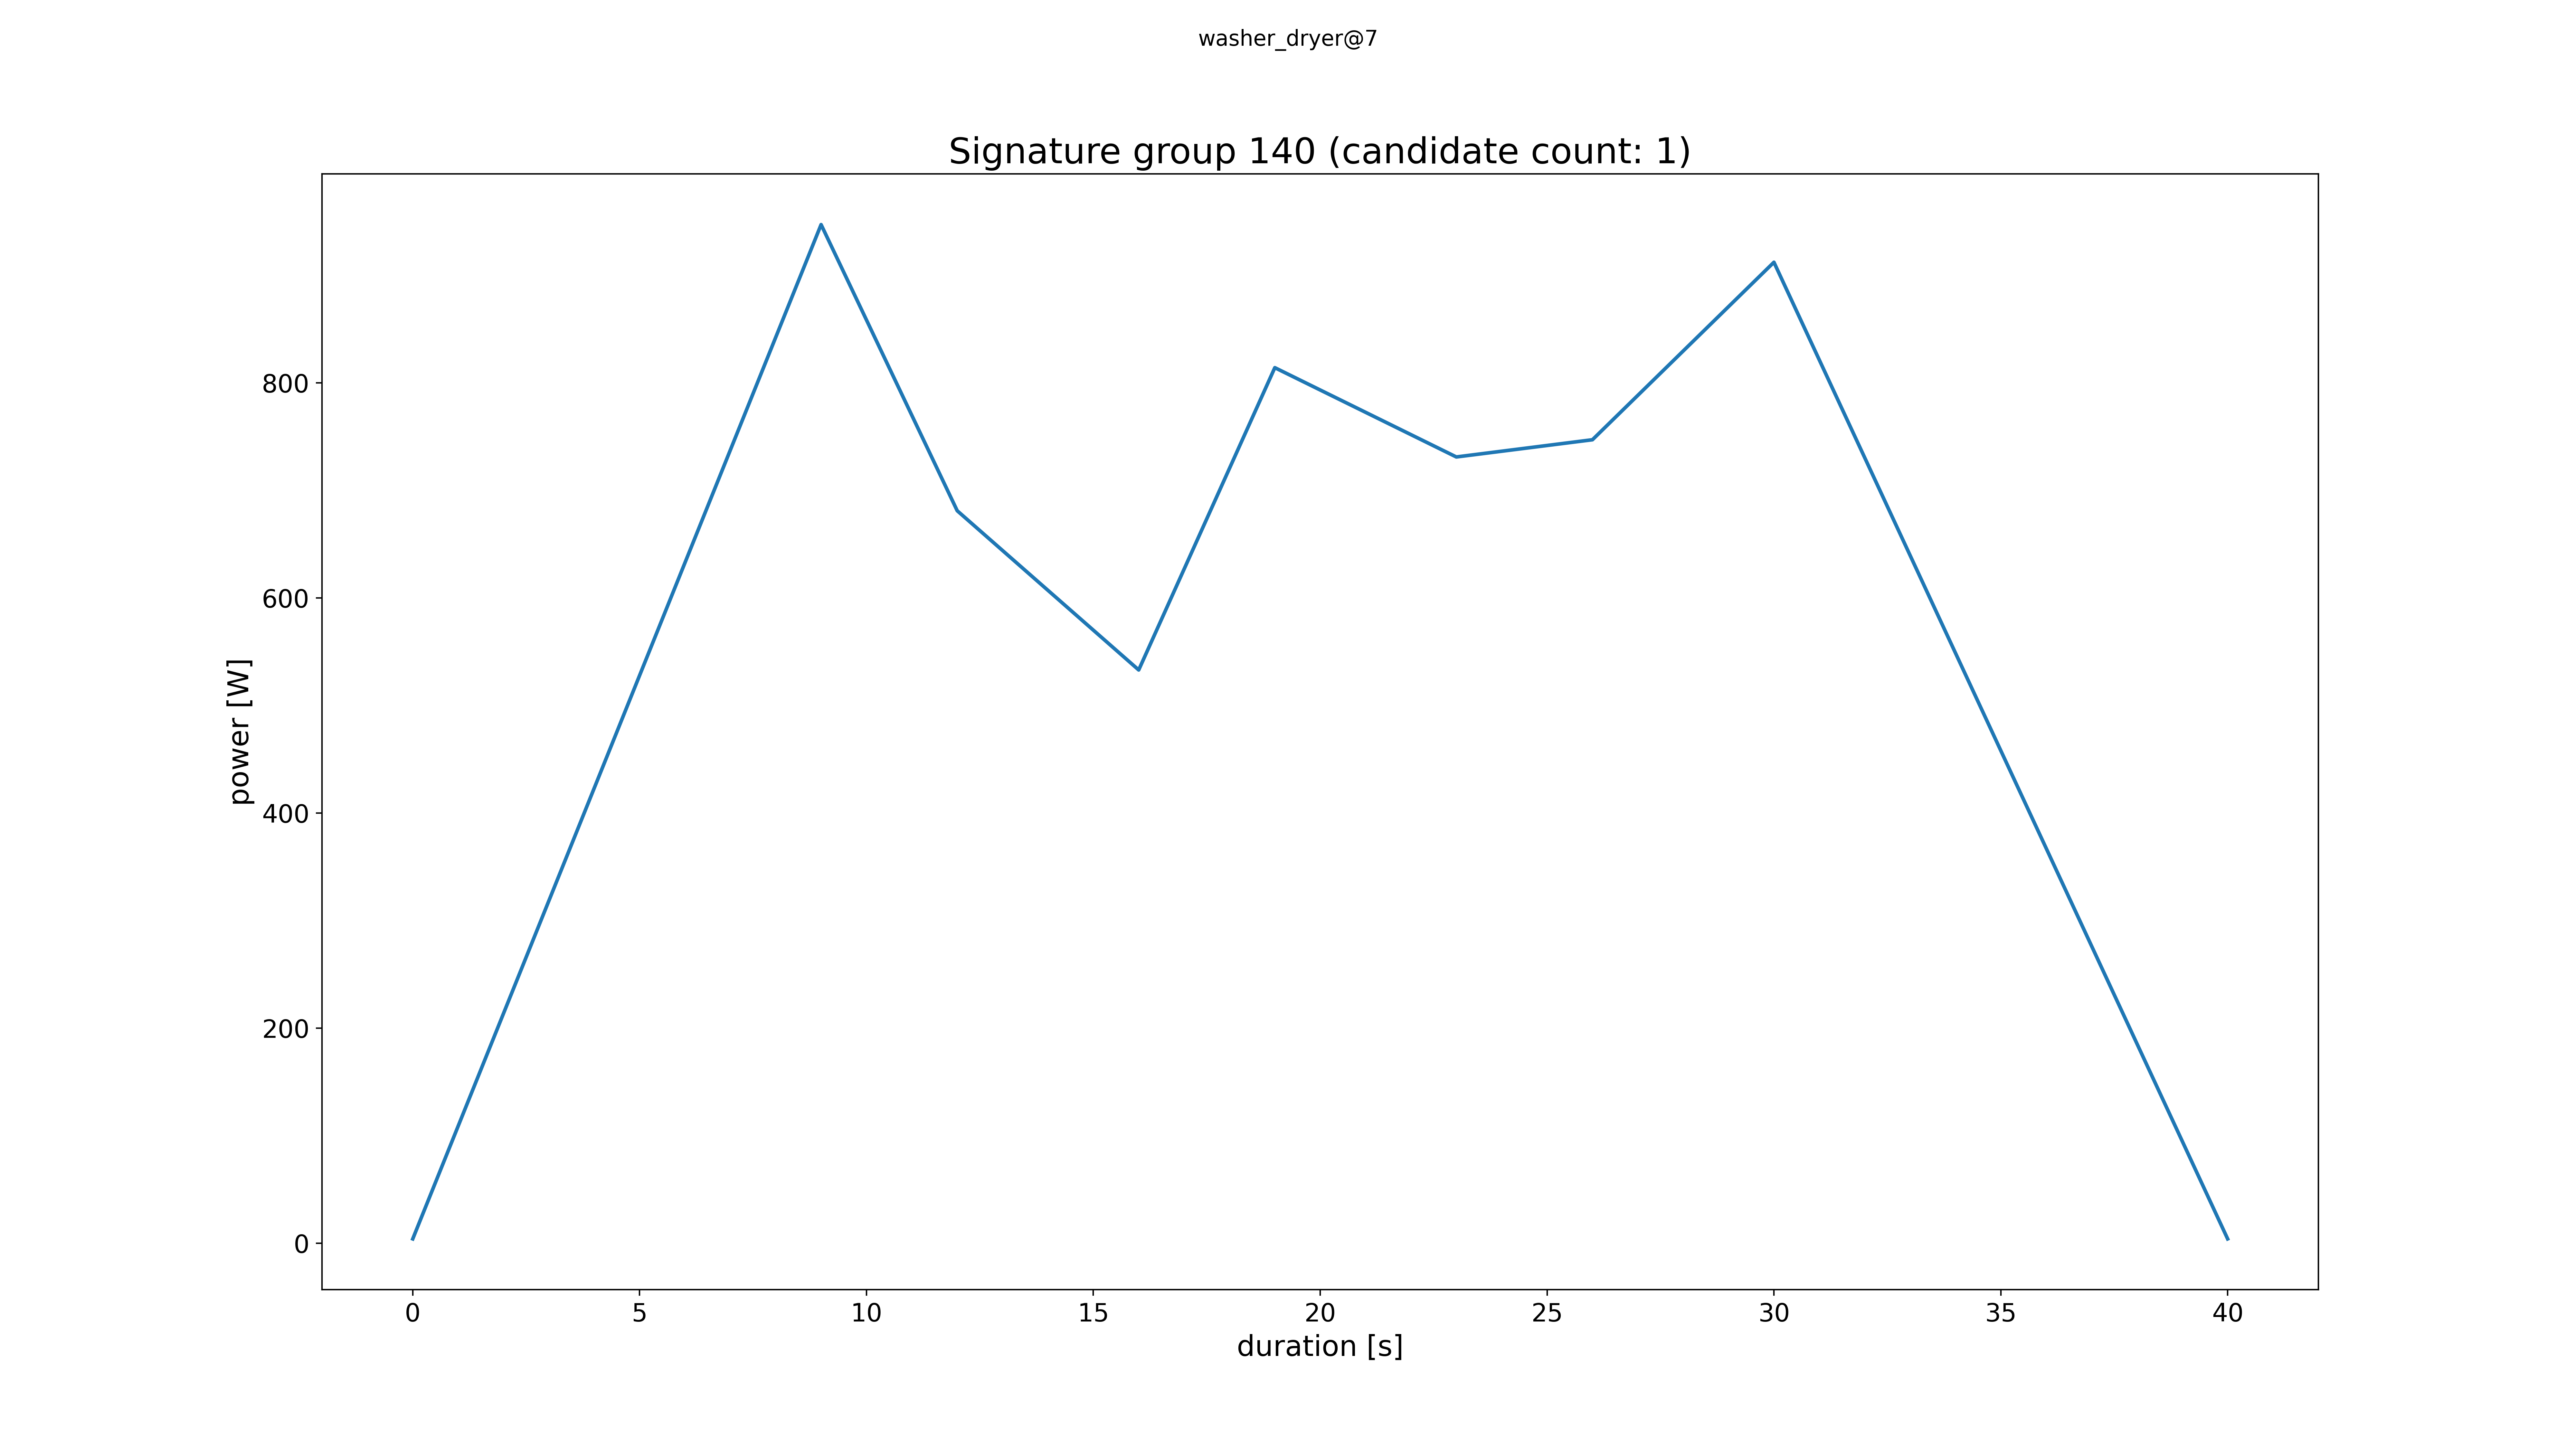 washer_dryer@7
Signature group 140 (candidate count: 1)
800
600
400
200
0
power [W]
0 5 10 15 20 25 30 35 40
duration [s]